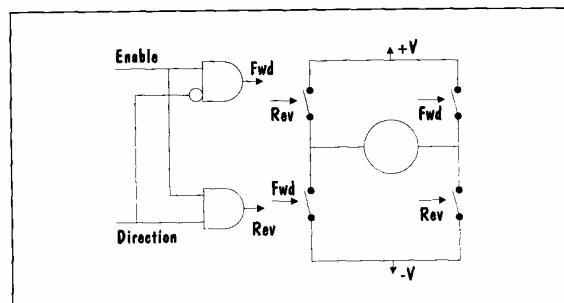 Enable
Fwd
+V
Rev
Fwd
Fwd
Rev
Rev
Direction
-V